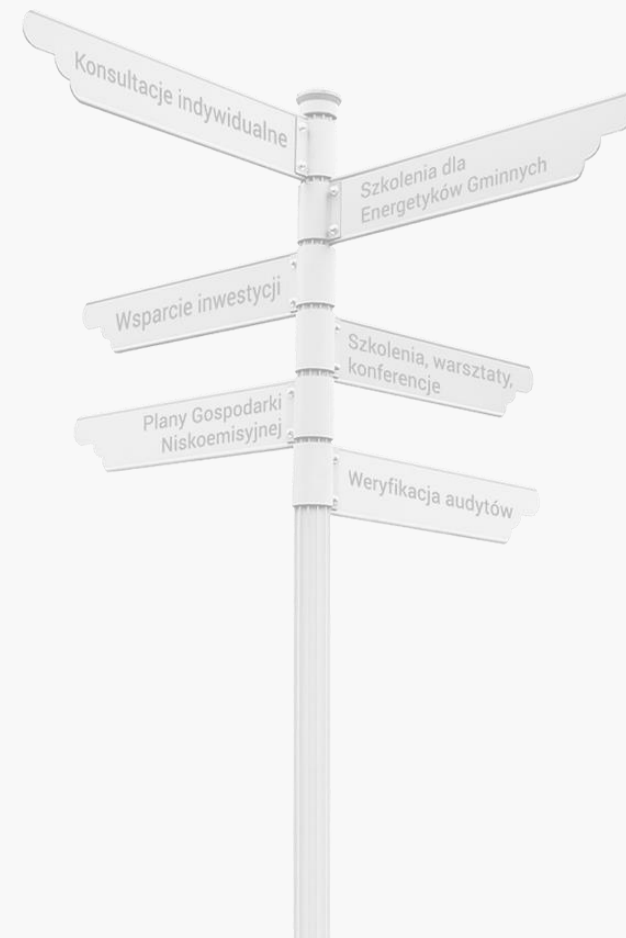 Konsultacje indywidualne
Szkolenia dla
Energetyków Gminnych
Wsparcie inwestycji
Szkolenia, warsztaty,
konferencje
Plany Gospodarki
Niskoemisyjnej
Weryfikacja audytów